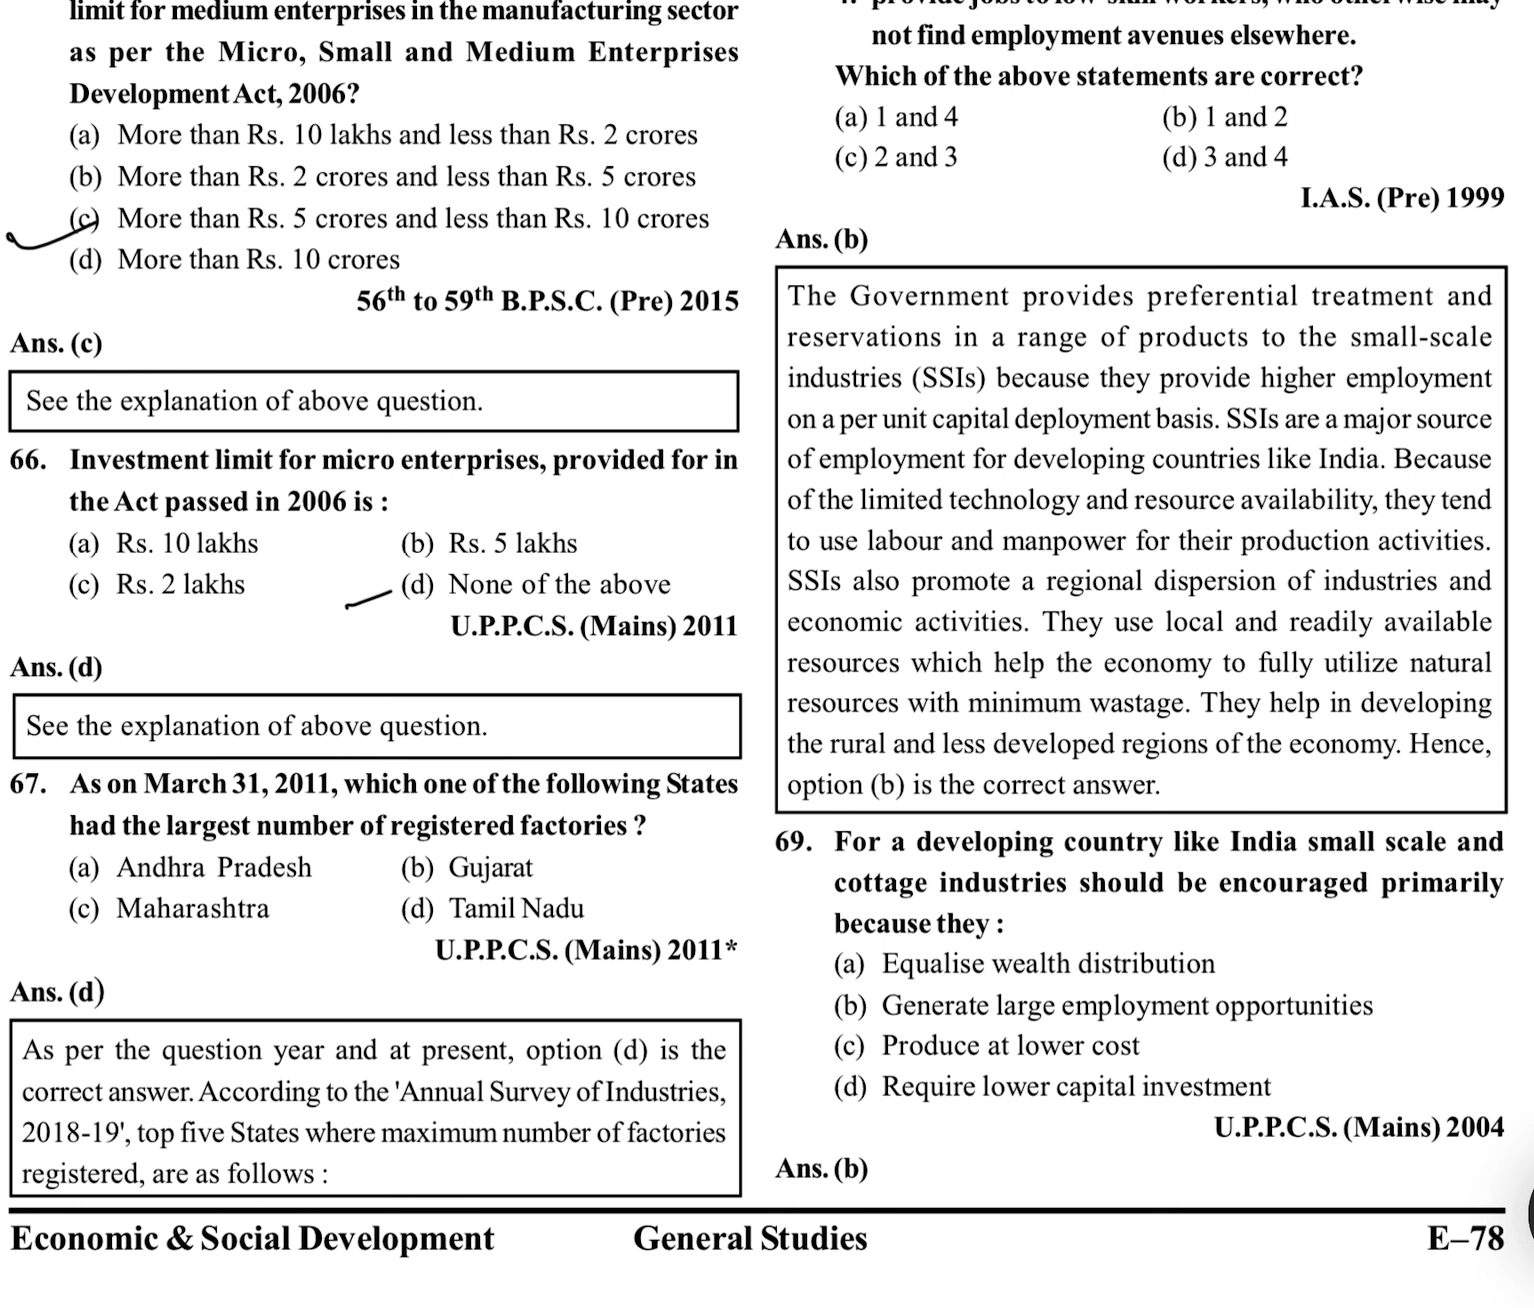 limit for medium enterprises in the manufacturing sector
as per the Micro, Small and Medium Enterprises
Development Act, 2006?
(a) More than Rs. 10 lakhs and less than Rs. 2 crores
(b) More than Rs. 2 crores and less than Rs. 5 crores
(c) More than Rs. 5 crores and less than Rs. 10 crores
(d) More than Rs. 10 crores
56th to 59th B.P.S.C. (Pre) 2015
Ans. (c)
See the explanation of above question.
66. Investment limit for micro enterprises, provided for in
the Act passed in 2006 is :
(a) Rs. 10 lakhs (b) Rs. 5 lakhs
(c) Rs. 2 lakhs (d) None of the above
U.P.P.C.S. (Mains) 2011
Ans. (d)
See the explanation of above question.
67. As on March 31, 2011, which one of the following States
had the largest number of registered factories ?
(a) Andhra Pradesh (b) Gujarat
(c) Maharashtra (d) Tamil Nadu
U.P.P.C.S. (Mains) 2011*
Ans. (d)
As per the question year and at present, option (d) is the
correct answer. According to the 'Annual Survey of Industries,
2018-19', top five States where maximum number of factories
registered, are as follows :
4. provide jobs to low-skill workers, who otherwise may
not find employment avenues elsewhere.
Which of the above statements are correct?
(a) 1 and 4 (b) 1 and 2
(c) 2 and 3 (d) 3 and 4
I.A.S. (Pre) 1999
Ans. (b)
The Government provides preferential treatment and
reservations in a range of products to the small-scale
industries (SSIs) because they provide higher employment
on a per unit capital deployment basis. SSIs are a major source
of employment for developing countries like India. Because
of the limited technology and resource availability, they tend
to use labour and manpower for their production activities.
SSIs also promote a regional dispersion of industries and
economic activities. They use local and readily available
resources which help the economy to fully utilize natural
resources with minimum wastage. They help in developing
the rural and less developed regions of the economy. Hence,
option (b) is the correct answer.
69. For a developing country like India small scale and
cottage industries should be encouraged primarily
because they :
(a) Equalise wealth distribution
(b) Generate large employment opportunities
(c) Produce at lower cost
(d) Require lower capital investment
U.P.P.C.S. (Mains) 2004
Ans. (b)
Economic & Social Development General Studies E–78